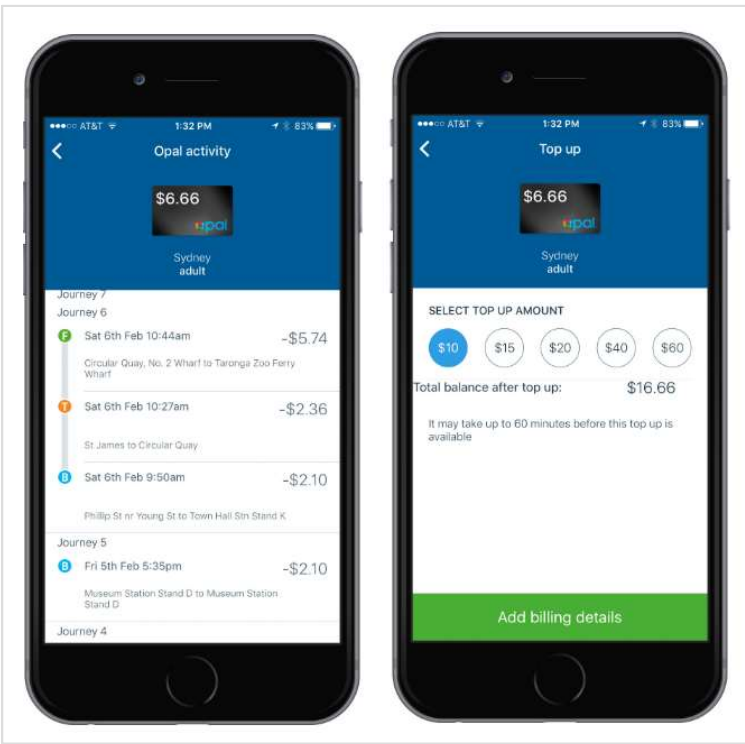 AT&T 1:32 PM 83%
Opal activity
$6.66
opal
Sydney
adult
Journey 7
Journey 6
F Sat 6th Feb 10:44am -$5.74
Circular Quay, No. 2 Wharf to Taronga Zoo Ferry
Wharf
T Sat 6th Feb 10:27am -$2.36
St James to Circular Quay
B Sat 6th Feb 9:50am -$2.10
Phillip St nr Young St to Town Hall Stn Stand K
Journey 5
B Fri 5th Feb 5:35pm -$2.10
Museum Station Stand D to Museum Station
Stand D
Journey 4
AT&T 1:32 PM 83%
Top up
$6.66
opal
Sydney
adult
SELECT TOP UP AMOUNT
$10 $15 $20 $40 $60
Total balance after top up: $16.66
It may take up to 60 minutes before this top up is
available
Add billing details